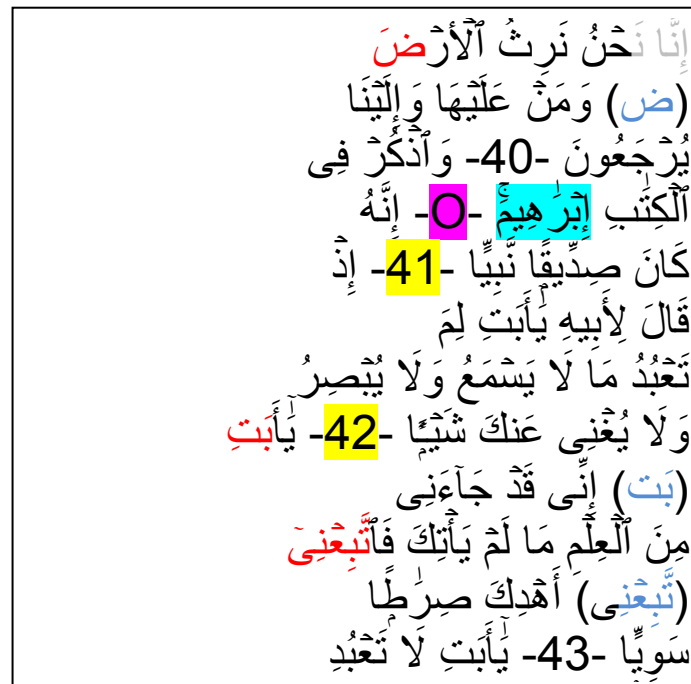 إِنَّا نَحۡنُ نَرِثُ ٱلۡأَرۡضَ
(ض) وَمَنۡ عَلَيۡهَا وَإِلَيۡنَا
يُرۡجَعُونَ -40- وَٱذۡكُرۡ فِى
ٱلۡكِتَٰبِ إِبۡرَٰهِيمَۚ -O- إِنَّهُ
كَانَ صِدِّيقًا نَّبِيًّا -41- إِذۡ
قَالَ لِأَبِيهِ يَٰٓأَبَتِ لِمَ
تَعۡبُدُ مَا لَا يَسۡمَعُ وَلَا يُبۡصِرُ
وَلَا يُغۡنِى عَنكَ شَيۡـًٔا -42- يَٰٓأَبَتِ
(بَت) إِنِّى قَدۡ جَآءَنِى
مِنَ ٱلۡعِلۡمِ مَا لَمۡ يَأۡتِكَ فَٱتَّبِعۡنِىٓ
(تَّبِعۡنِى) أَهۡدِكَ صِرَٰطًا
سَوِيًّا -43- يَٰٓأَبَتِ لَا تَعۡبُدِ